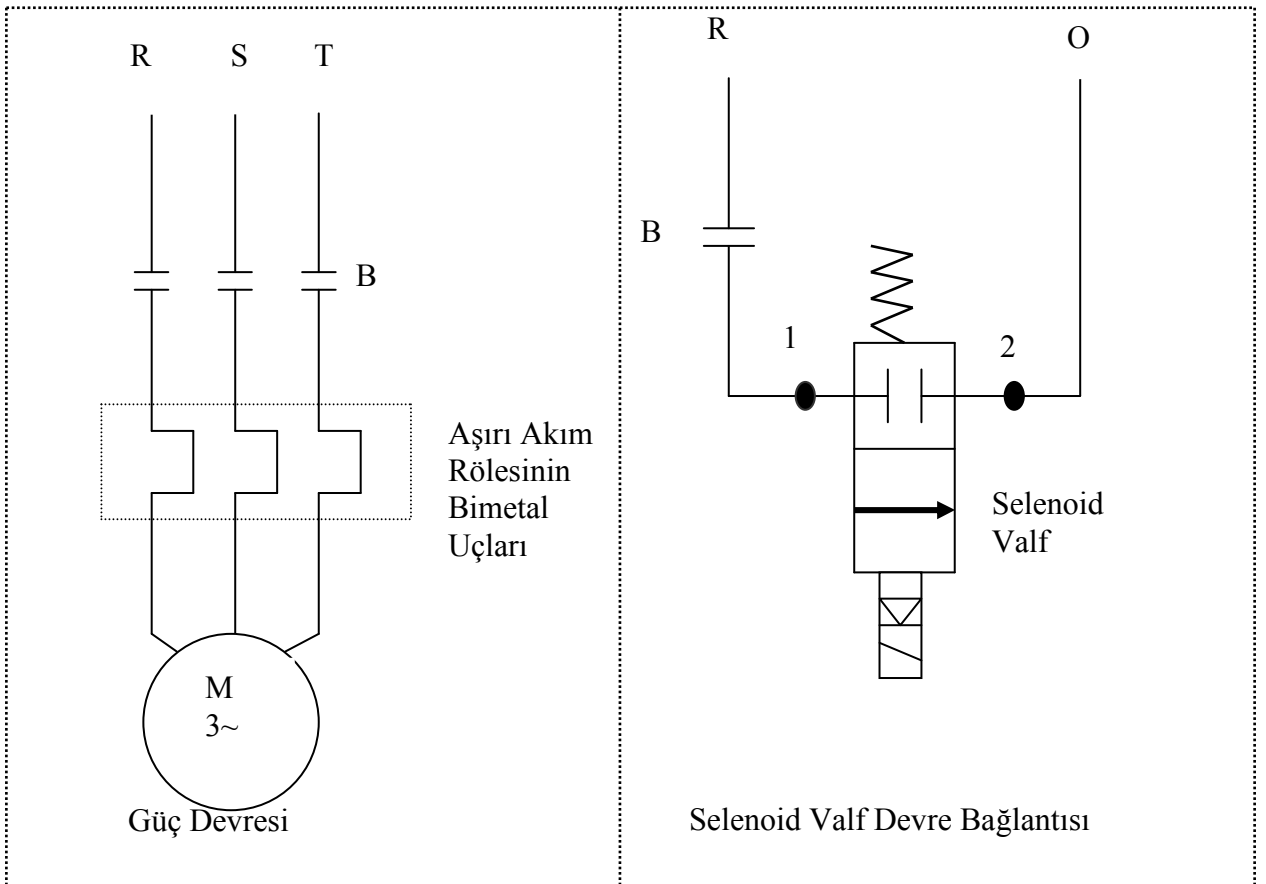 R S T
B
Aşırı Akım
Rölesinin
Bimetal
Uçları
M
3~
Güç Devresi
R O
B
1 2
Selenoid
Valf
Selenoid Valf Devre Bağlantısı